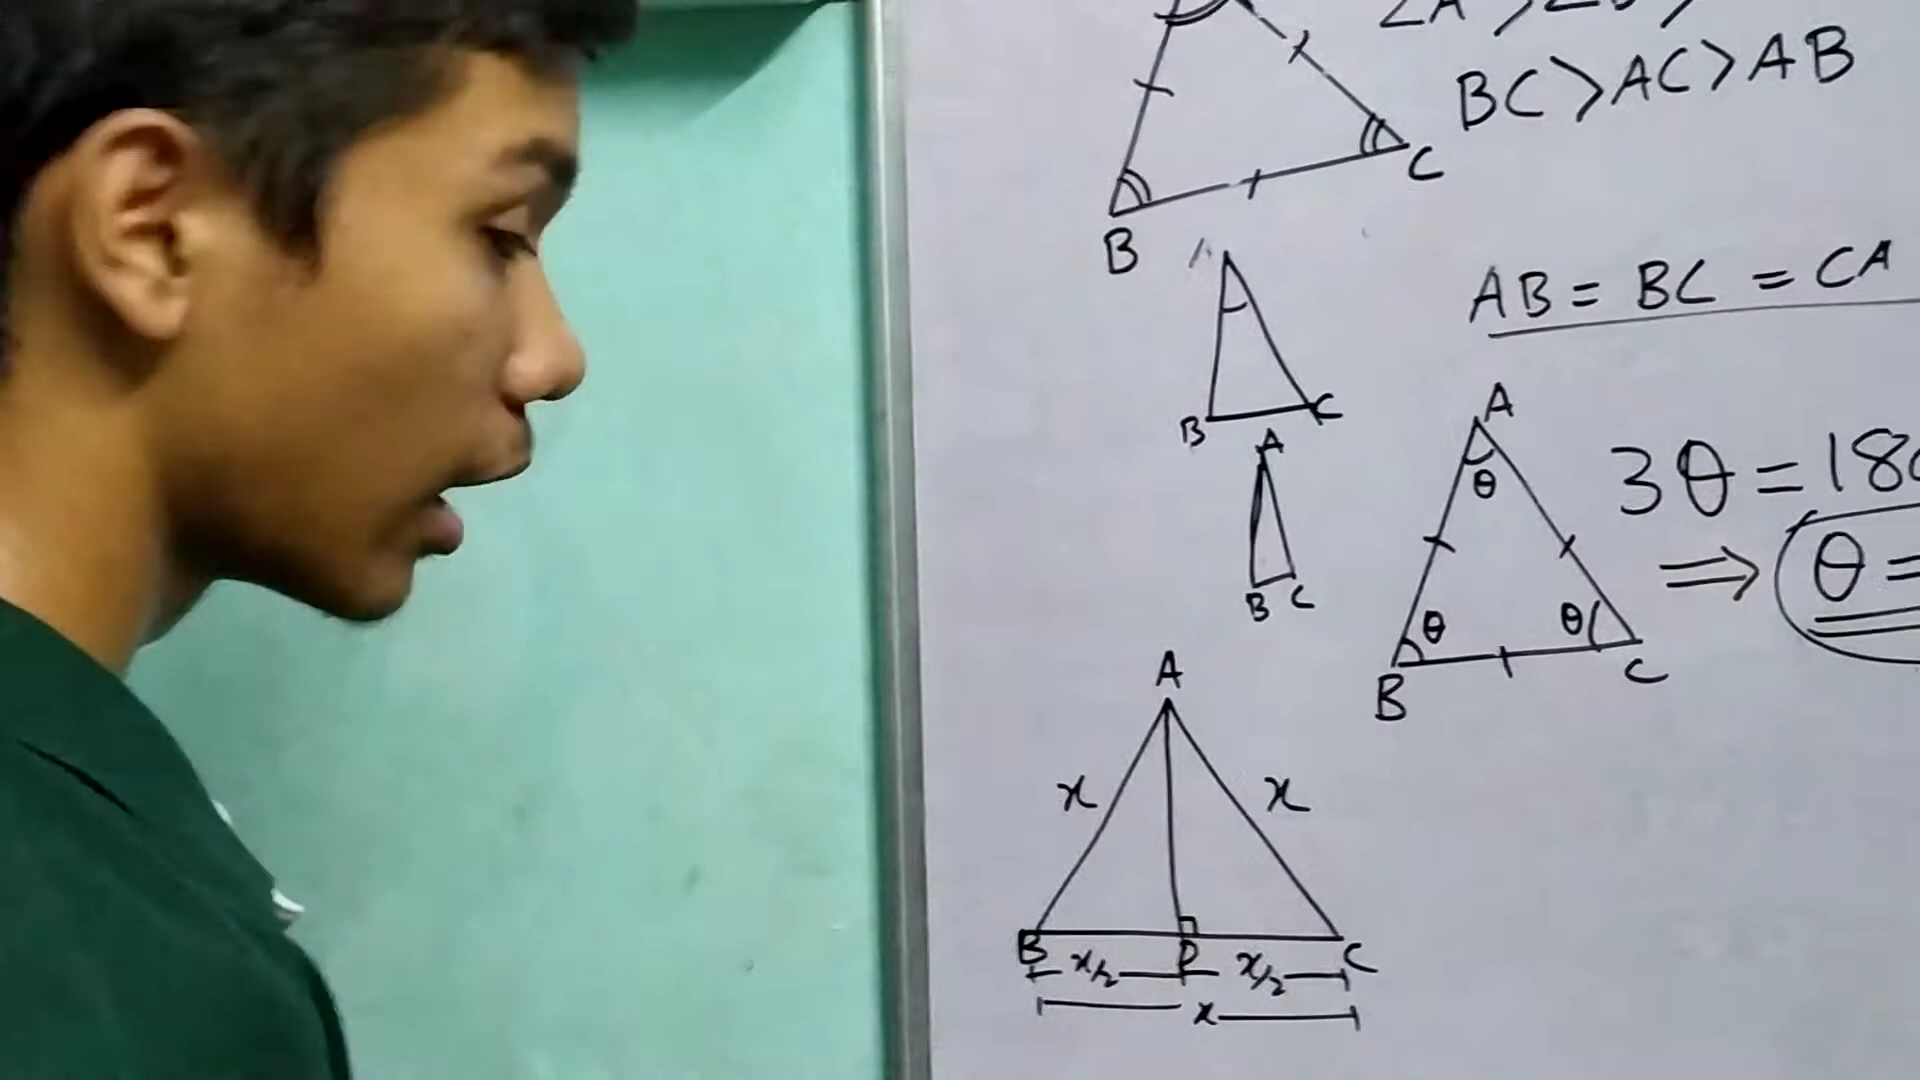 BC > AC > AB
C
B
AB = BC = CA
B C
A
A
θ
3θ = 18
⇒ θ =
B C
θ θ
B C
A
x x
B P C
x/2 x/2
x